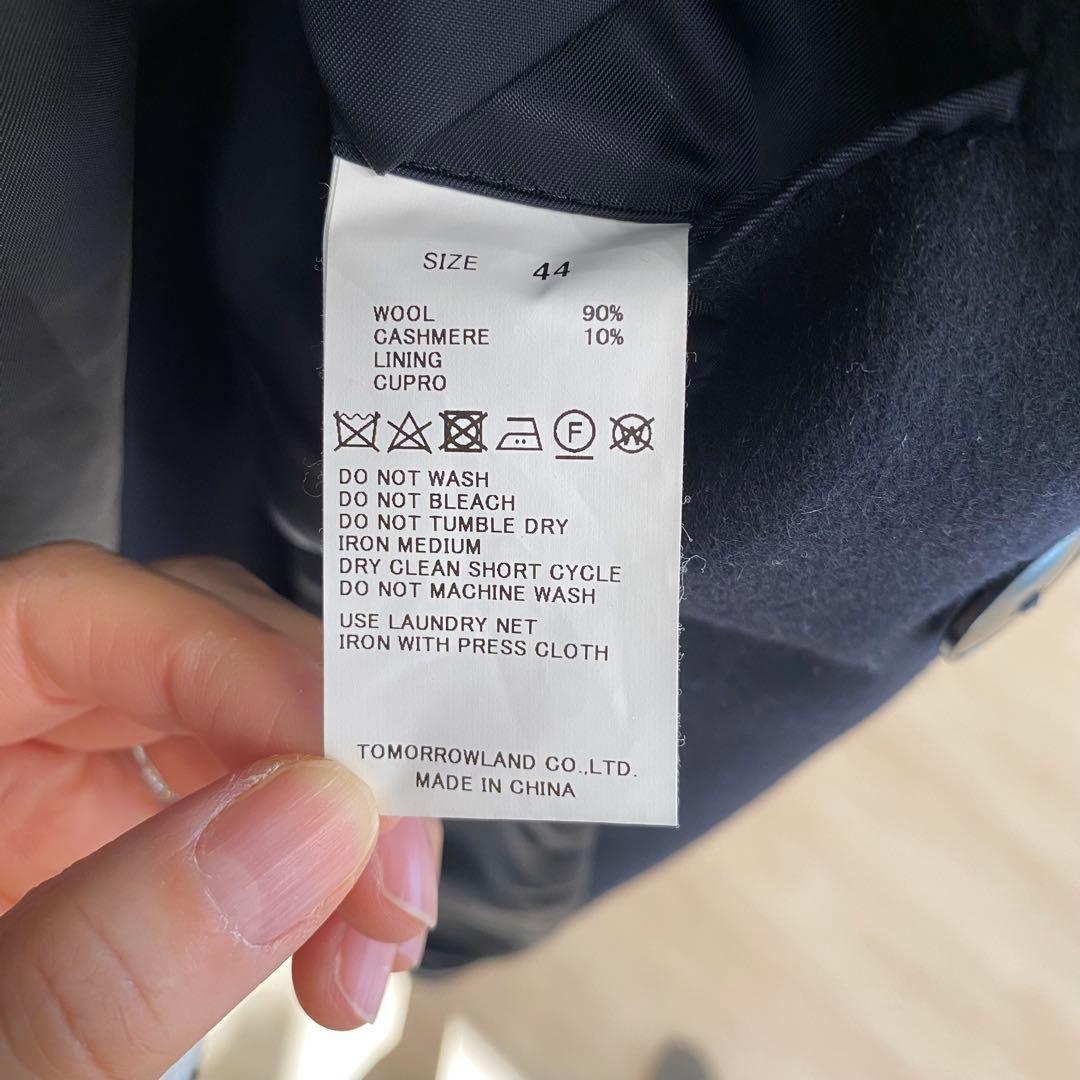 SIZE 44
WOOL 90%
CASHMERE 10%
LINING
CUPRO
F W
DO NOT WASH
DO NOT BLEACH
DO NOT TUMBLE DRY
IRON MEDIUM
DRY CLEAN SHORT CYCLE
DO NOT MACHINE WASH
USE LAUNDRY NET
IRON WITH PRESS CLOTH
TOMORROWLAND CO.,LTD.
MADE IN CHINA